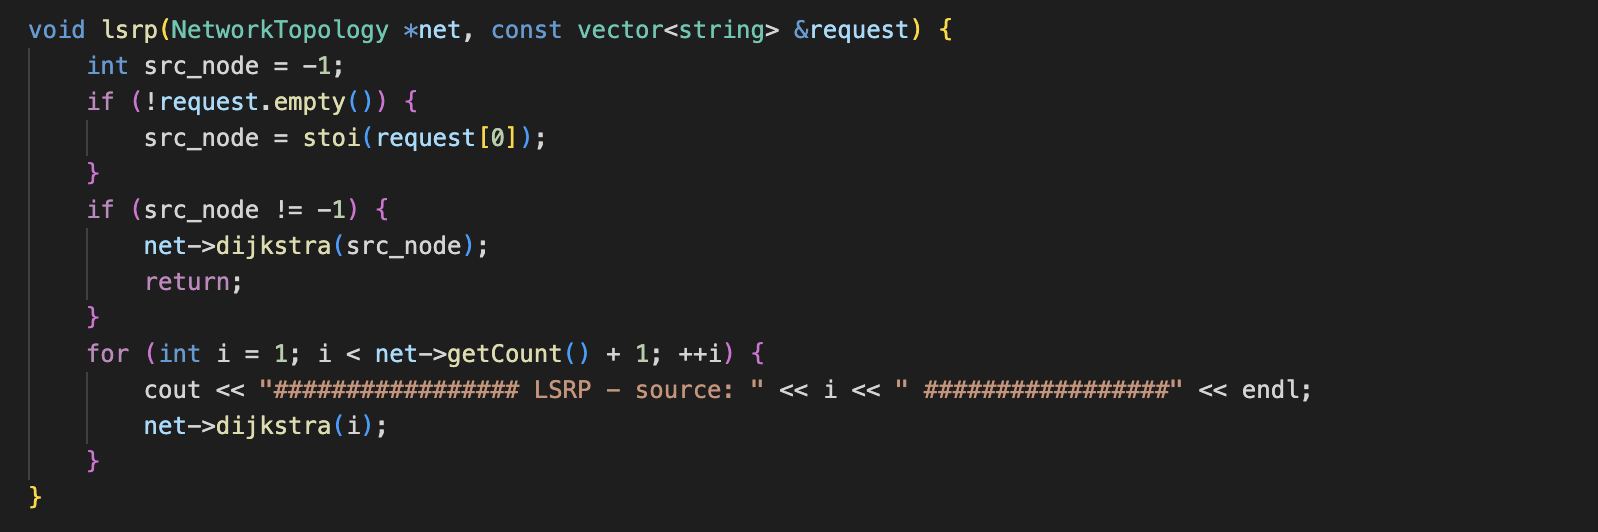 void lsrp(NetworkTopology *net, const vector<string> &request) {
    int src_node = -1;
    if (!request.empty()) {
        src_node = stoi(request[0]);
    }
    if (src_node != -1) {
        net->dijkstra(src_node);
        return;
    }
    for (int i = 1; i < net->getCount() + 1; ++i) {
        cout << "################# LSRP - source: " << i << " #################" << endl;
        net->dijkstra(i);
    }
}